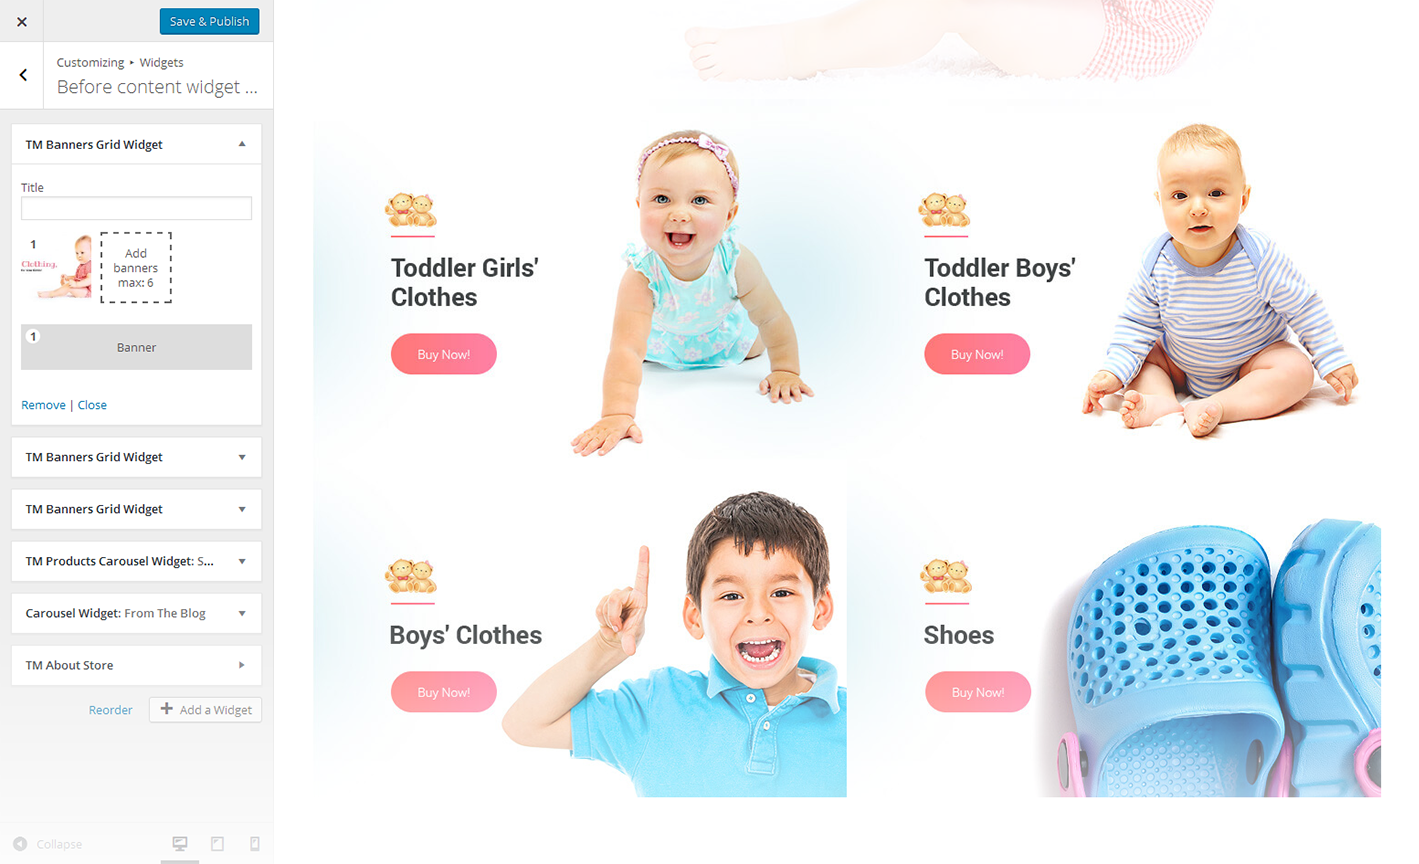 Save & Publish
Customizing ▸ Widgets
Before content widget ...
TM Banners Grid Widget
Title
1
Clothing,
Add
banners
max: 6
1
Banner
Remove | Close
TM Banners Grid Widget
TM Banners Grid Widget
TM Products Carousel Widget: S...
Carousel Widget: From The Blog
TM About Store
Reorder
Add a Widget
Collapse
Toddler Girls'
Clothes
Buy Now!
Toddler Boys'
Clothes
Buy Now!
Boys' Clothes
Buy Now!
Shoes
Buy Now!